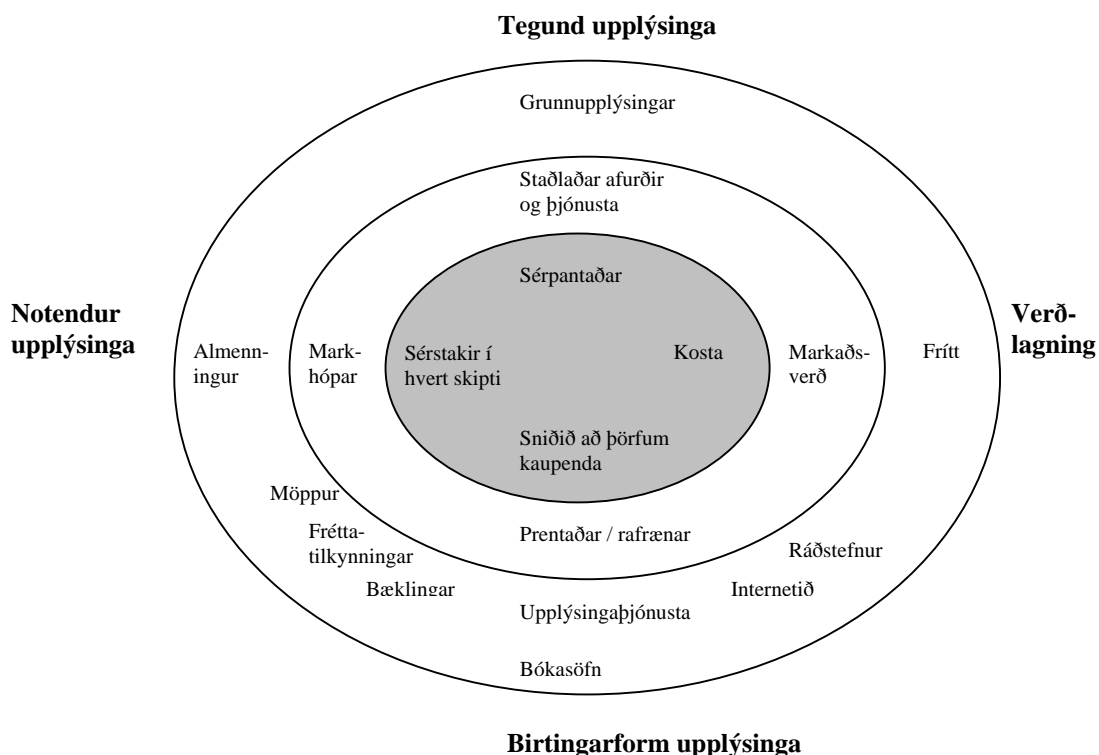 Tegund upplýsinga
Grunnupplýsingar
Staðlaðar afurðir
og þjónusta
Sérpantaðar
Notendur
upplýsinga
Verð-
lagning
Almenn-
ingur
Mark-
hópar
Sérstakir í
hvert skipti
Kosta
Markaðs-
verð
Frítt
Sniðið að þörfum
kaupenda
Möppur
Frétta-
tilkynningar
Bæklingar
Prentaðar / rafrænar
Ráðstefnur
Internetið
Upplýsingaþjónusta
Bókasöfn
Birtingarform upplýsinga